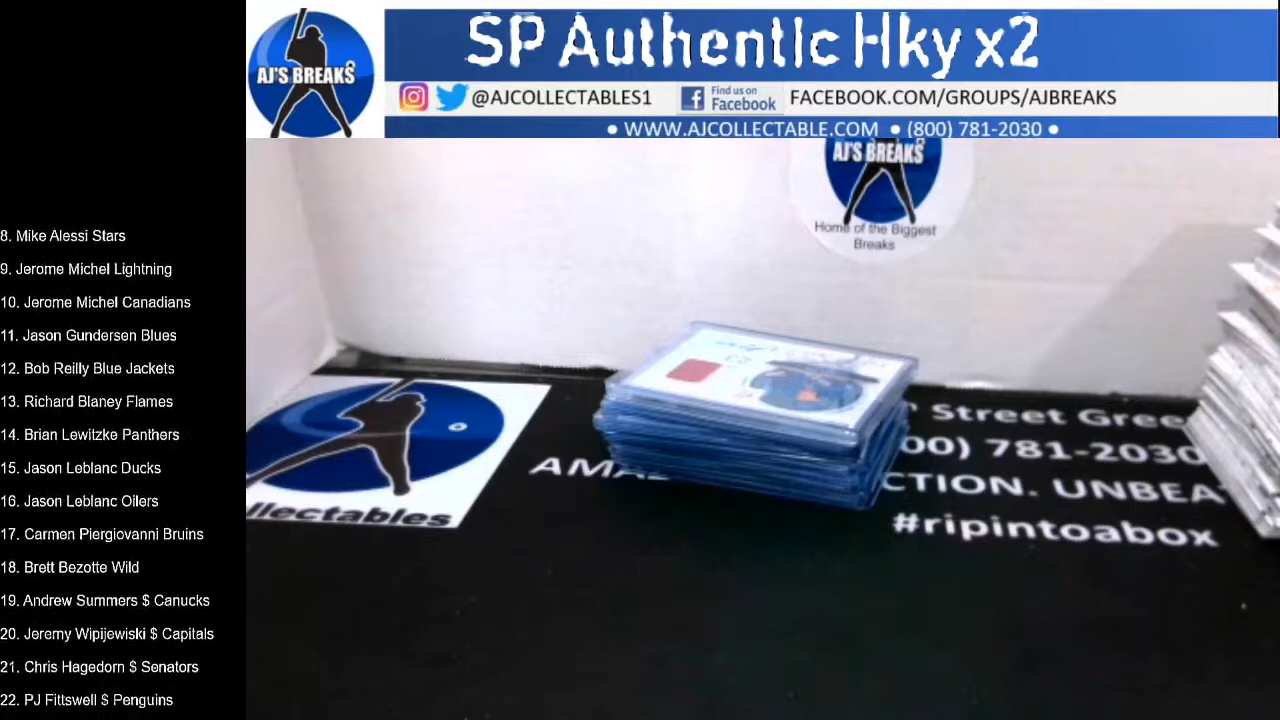 SP Authentic Hky x2
AJ'S BREAKS
@AJCOLLECTABLES1
Find us on
Facebook
FACEBOOK.COM/GROUPS/AJBREAKS
• WWW.AJCOLLECTABLE.COM • (800) 781-2030 •
AJ'S BREAKS
Home of the Biggest
Breaks
8. Mike Alessi Stars
9. Jerome Michel Lightning
10. Jerome Michel Canadians
11. Jason Gundersen Blues
12. Bob Reilly Blue Jackets
13. Richard Blaney Flames
14. Brian Lewitzke Panthers
15. Jason Leblanc Ducks
16. Jason Leblanc Oilers
17. Carmen Piergiovanni Bruins
18. Brett Bezotte Wild
19. Andrew Summers $ Canucks
20. Jeremy Wipijewiski $ Capitals
21. Chris Hagedorn $ Senators
22. PJ Fittswell $ Penguins
llectables
Street Gree
00) 781-2030
AMA
CTION. UNBEA
#ripintoabox